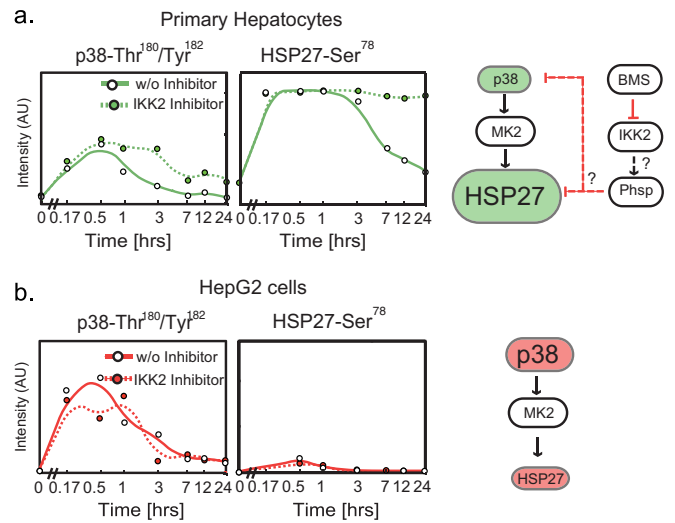 a.
Primary Hepatocytes
p38-Thr180/Tyr182
HSP27-Ser78
Intensity (AU)
w/o Inhibitor
IKK2 Inhibitor
0 0.17 0.5 1 3 7 12 24
0 0.17 0.5 1 3 7 12 24
Time [hrs]
Time [hrs]
p38
MK2
HSP27
BMS
IKK2
?
Phsp
?
b.
HepG2 cells
p38-Thr180/Tyr182
HSP27-Ser78
Intensity (AU)
w/o Inhibitor
IKK2 Inhibitor
0 0.17 0.5 1 3 7 12 24
0 0.17 0.5 1 3 7 12 24
Time [hrs]
Time [hrs]
p38
MK2
HSP27